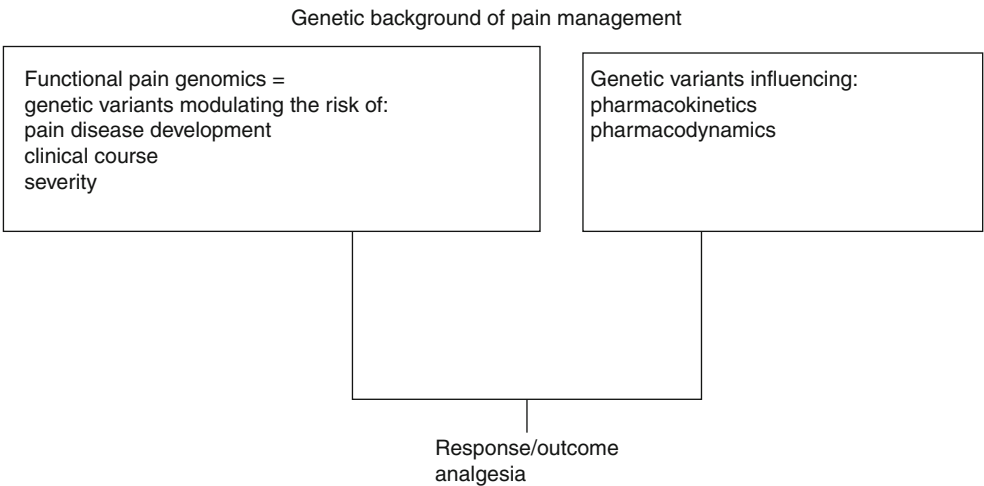 Genetic background of pain management
Functional pain genomics =
genetic variants modulating the risk of:
pain disease development
clinical course
severity
Genetic variants influencing:
pharmacokinetics
pharmacodynamics
Response/outcome
analgesia